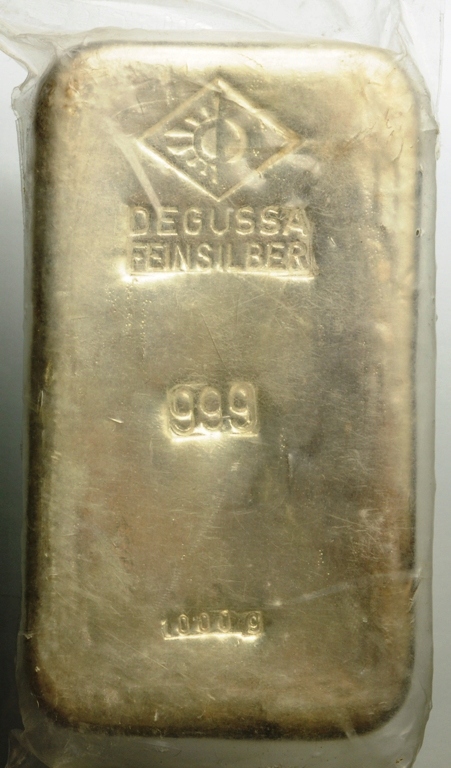 DEGUSSA
FEINSILBER
999
1000 g